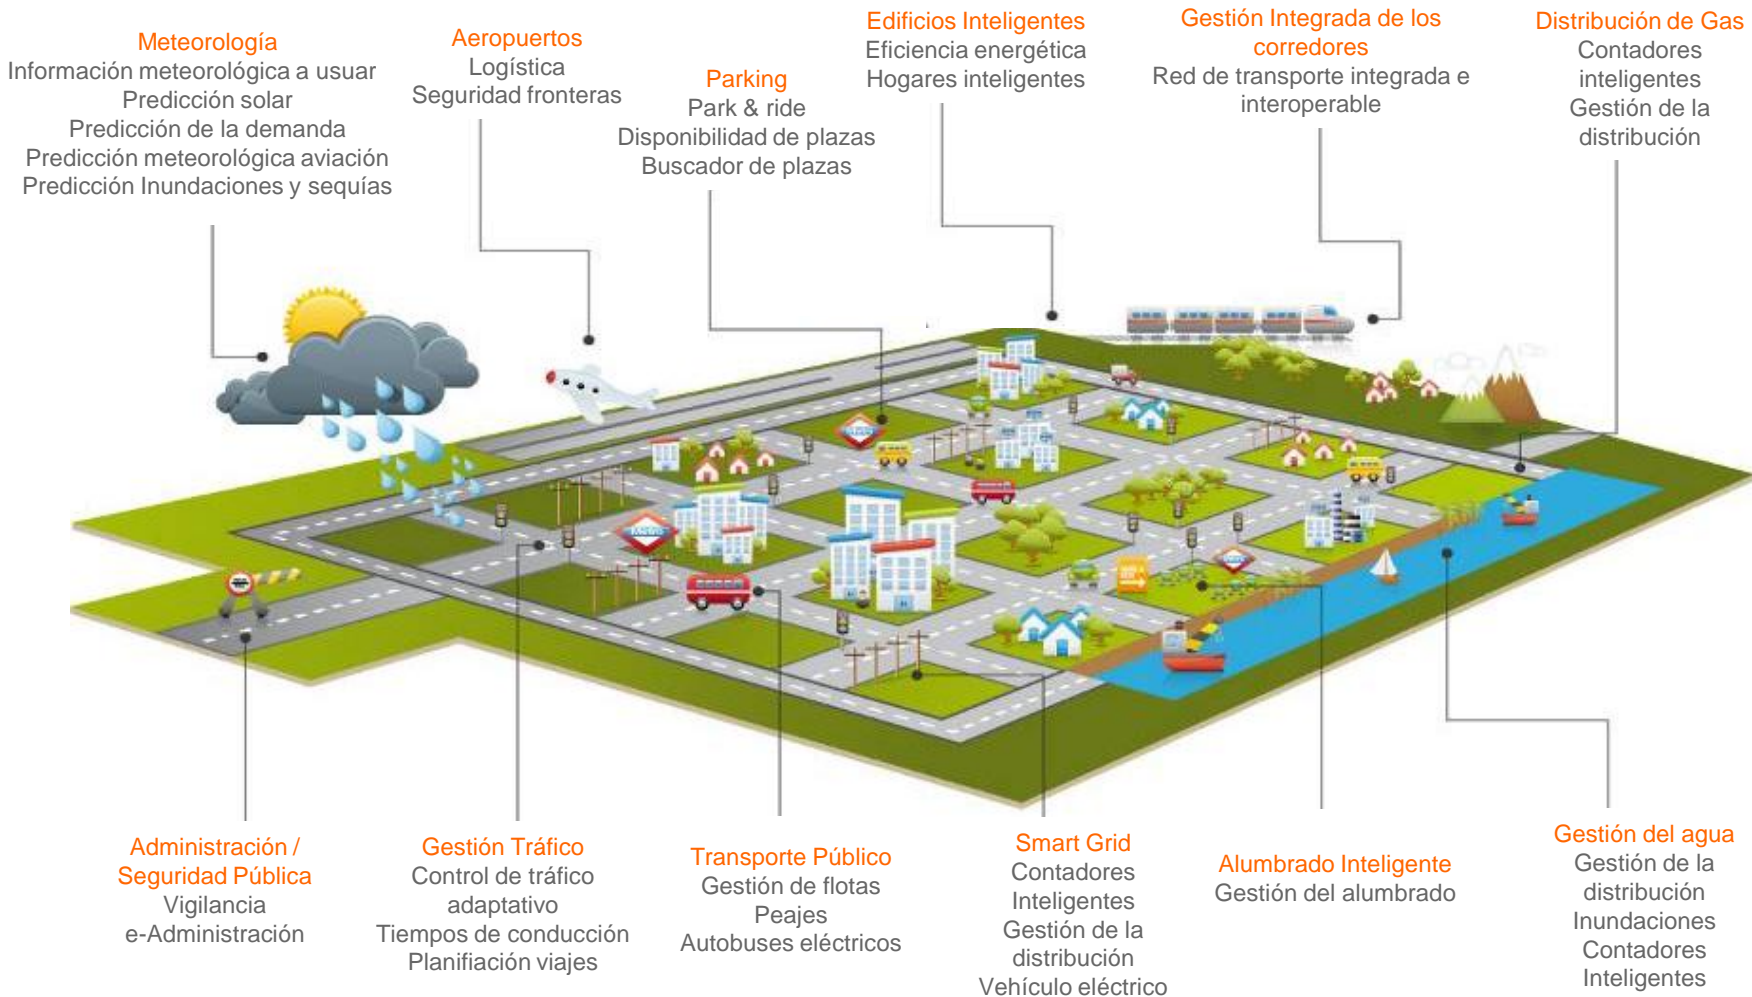 Meteorología
Información meteorológica a usuar
Predicción solar
Predicción de la demanda
Predicción meteorológica aviación
Predicción Inundaciones y sequías
Aeropuertos
Logística
Seguridad fronteras
Parking
Park & ride
Disponibilidad de plazas
Buscador de plazas
Edificios Inteligentes
Eficiencia energética
Hogares inteligentes
Gestión Integrada de los
corredores
Red de transporte integrada e
interoperable
Distribución de Gas
Contadores
inteligentes
Gestión de la
distribución
Administración /
Seguridad Pública
Vigilancia
e-Administración
Gestión Tráfico
Control de tráfico
adaptativo
Tiempos de conducción
Planifiación viajes
Transporte Público
Gestión de flotas
Peajes
Autobuses eléctricos
Smart Grid
Contadores
Inteligentes
Gestión de la
distribución
Vehículo eléctrico
Alumbrado Inteligente
Gestión del alumbrado
Gestión del agua
Gestión de la
distribución
Inundaciones
Contadores
Inteligentes